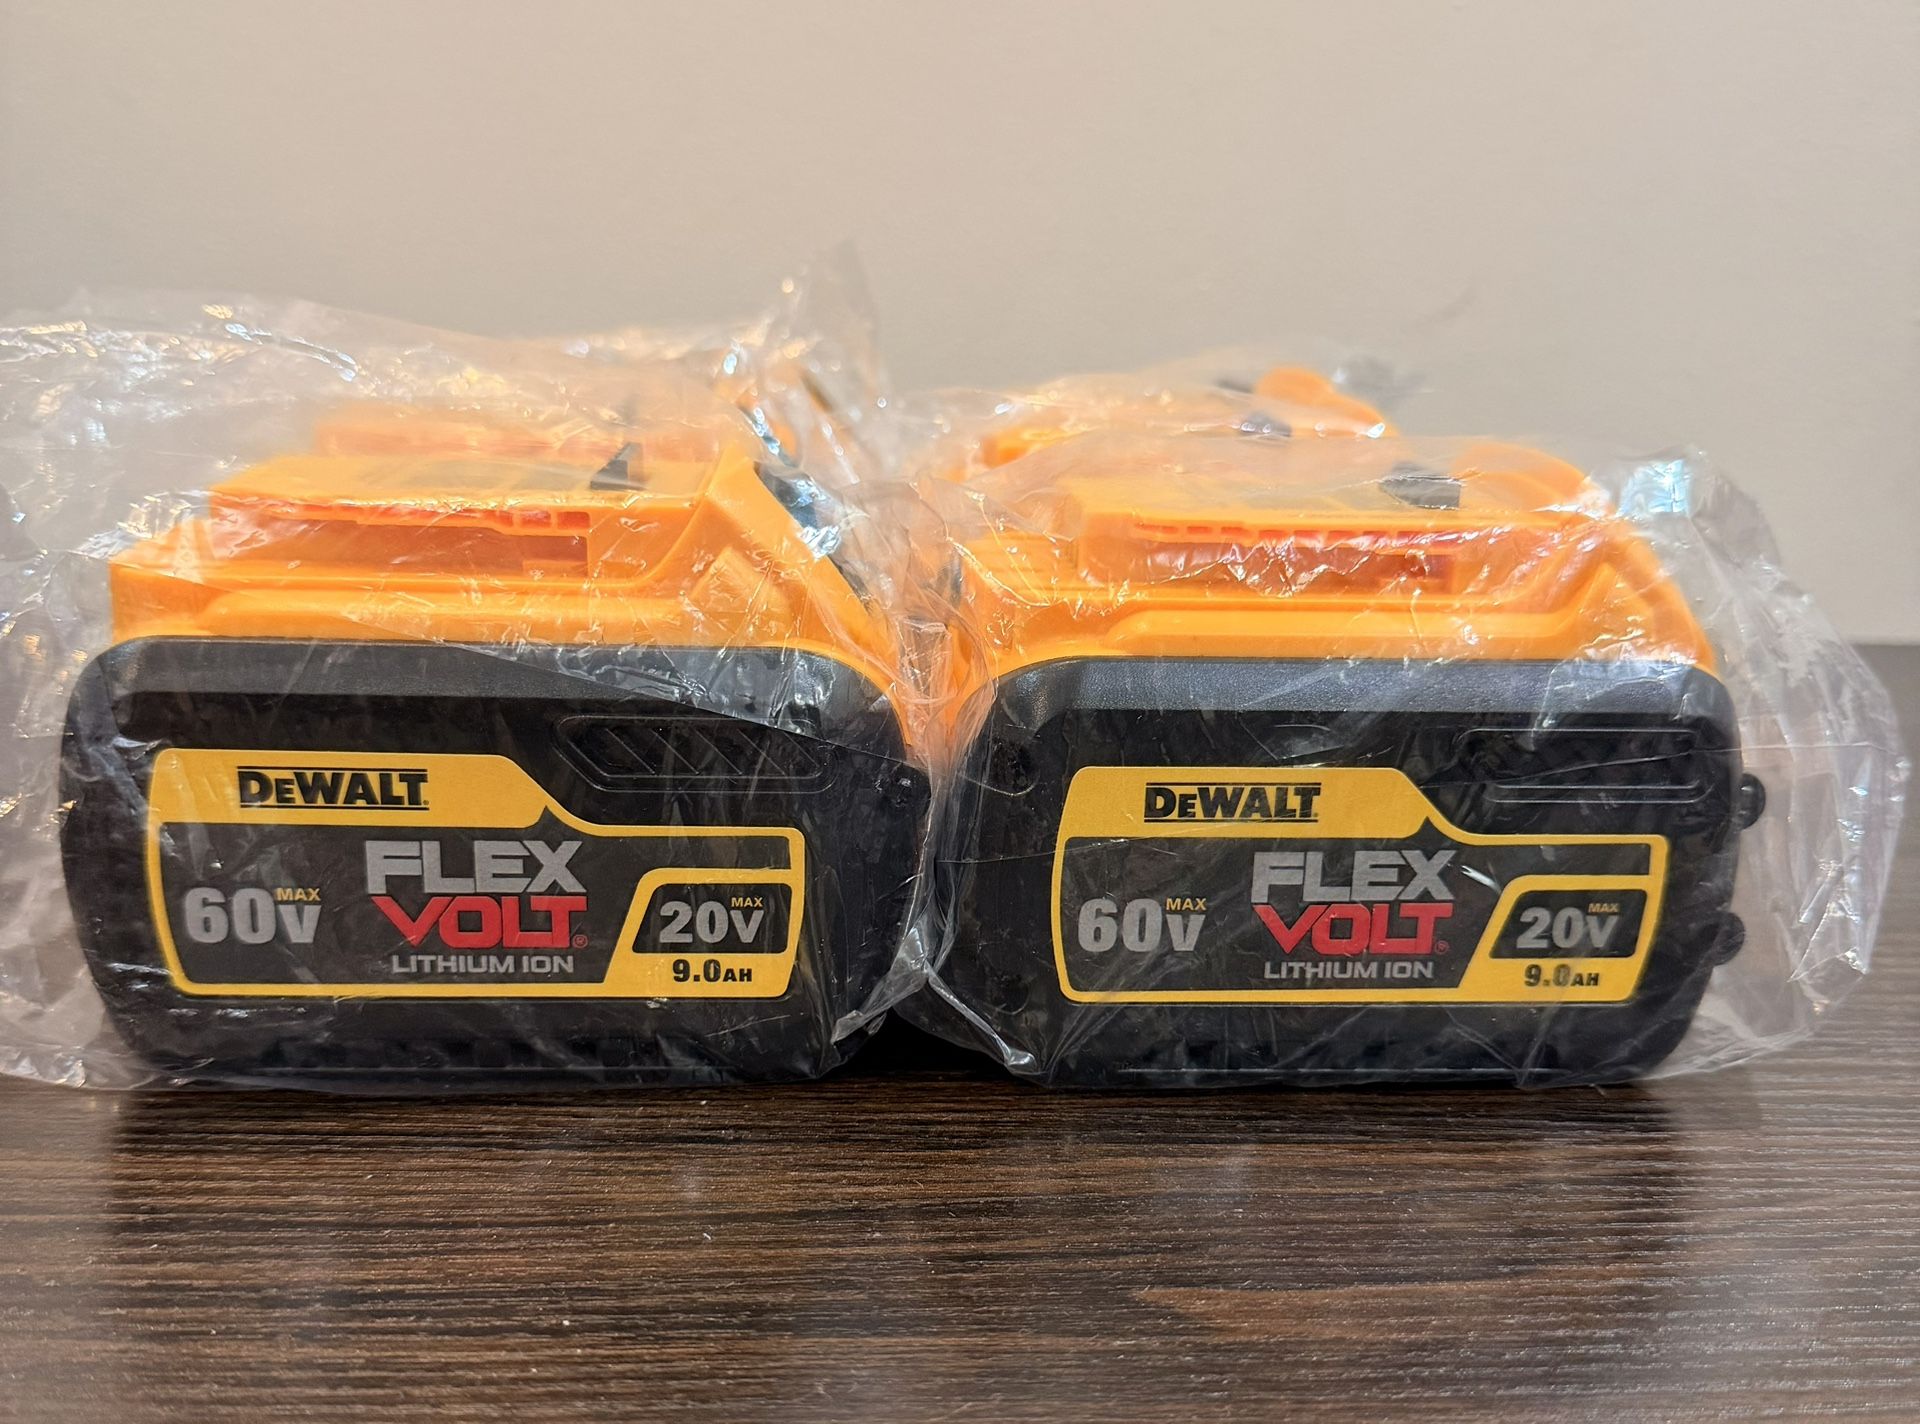 DEWALT
FLEX
VOLT®
60V MAX
20V MAX
LITHIUM ION
9.0AH
DEWALT
FLEX
VOLT®
60V MAX
20V MAX
LITHIUM ION
9.0AH